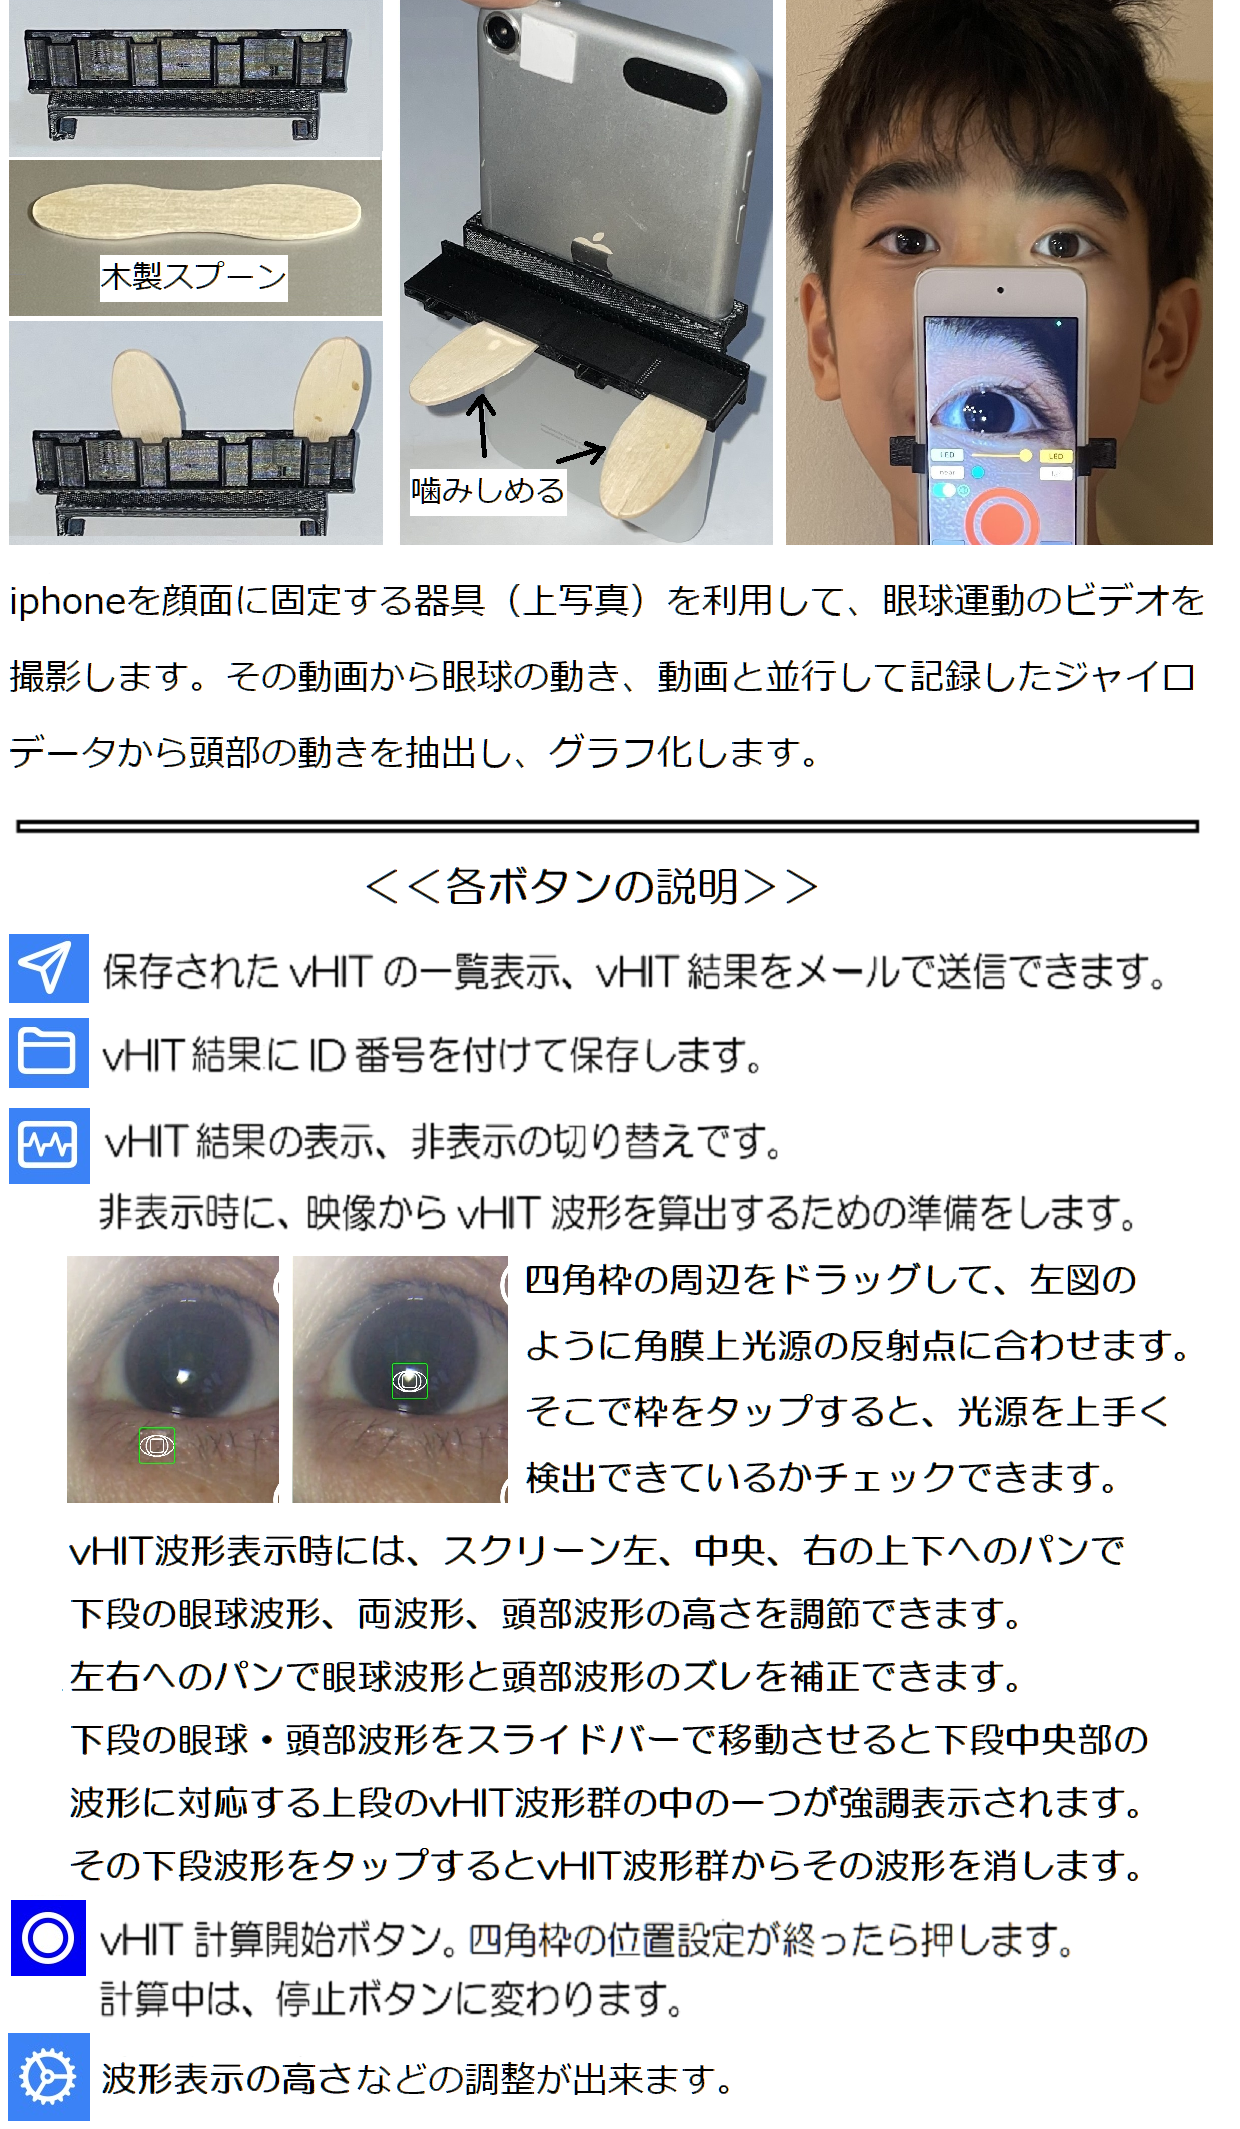 木製スプーン
噛みしめる
LED
LED
near
iphoneを顔面に固定する器具（上写真）を利用して、眼球運動のビデオを
撮影します。その動画から眼球の動き、動画と並行して記録したジャイロ
データから頭部の動きを抽出し、グラフ化します。
＜＜各ボタンの説明＞＞
保存された vHIT の一覧表示、vHIT 結果をメールで送信できます。
vHIT 結果に ID 番号を付けて保存します。
vHIT 結果の表示、非表示の切り替えです。
非表示時に、映像から vHIT 波形を算出するための準備をします。
四角枠の周辺をドラッグして、左図の
ように角膜上光源の反射点に合わせます。
そこで枠をタップすると、光源を上手く
検出できているかチェックできます。
vHIT波形表示時には、スクリーン左、中央、右の上下へのパンで
下段の眼球波形、両波形、頭部波形の高さを調節できます。
左右へのパンで眼球波形と頭部波形のズレを補正できます。
下段の眼球・頭部波形をスライドバーで移動させると下段中央部の
波形に対応する上段のvHIT波形群の中の一つが強調表示されます。
その下段波形をタップするとvHIT波形群からその波形を消します。
vHIT 計算開始ボタン。四角枠の位置設定が終ったら押します。
計算中は、停止ボタンに変わります。
波形表示の高さなどの調整が出来ます。